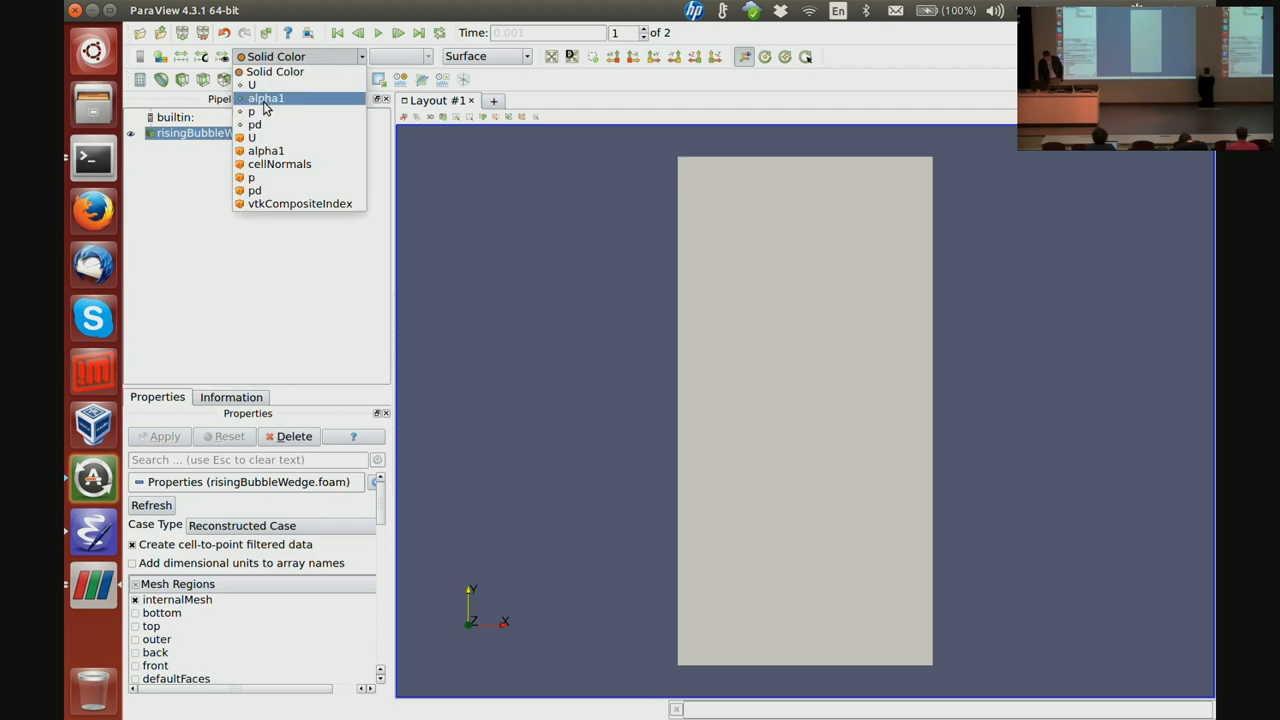 ParaView 4.3.1 64-bit
En
(100%)
Time: 0.001 1 of 2
Solid Color
Surface
Solid Color
U
alpha1
p
pd
U
alpha1
cellNormals
p
pd
vtkCompositeIndex
Pipel
builtin:
risingBubbleW
Layout #1
3D
Properties
Information
Properties
Apply
Reset
Delete
?
Search ... (use Esc to clear text)
Properties (risingBubbleWedge.foam)
Refresh
Case Type
Reconstructed Case
Create cell-to-point filtered data
Add dimensional units to array names
Mesh Regions
internalMesh
bottom
top
outer
back
front
defaultFaces
Y
Z
X